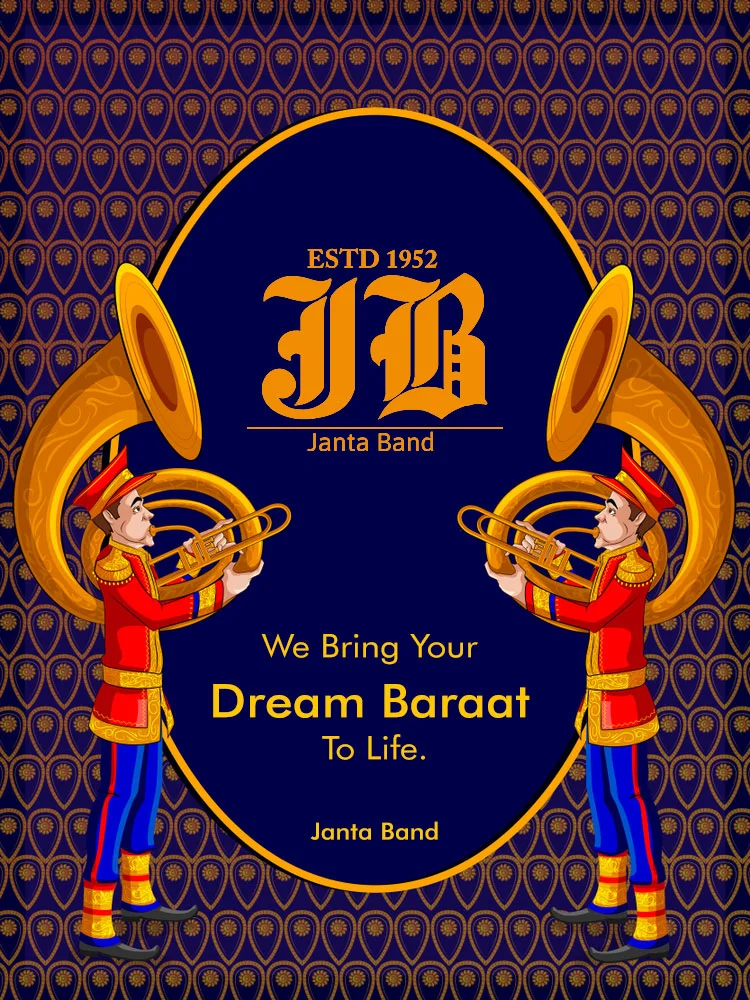 ESTD 1952
JB
Janta Band
We Bring Your
Dream Baraat
To Life.
Janta Band